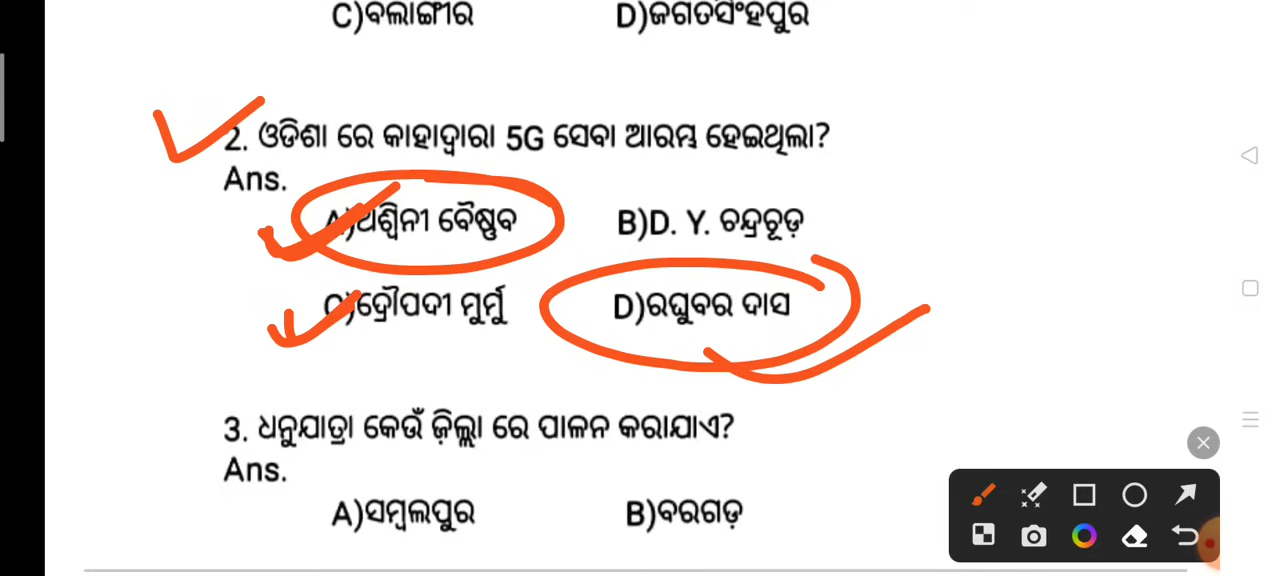 C)ବଲାଙ୍ଗୀର D)ଜଗତସିଂହପୁର
2. ଓଡିଶା ରେ କାହାଦ୍ଵାରା 5G ସେବା ଆରମ୍ଭ ହେଇଥିଲା?
Ans.
A)ଅଶ୍ଵିନୀ ବୈଷ୍ଣବ B)D. Y. ଚନ୍ଦ୍ରଚୂଡ଼
C)ଦ୍ରୌପଦୀ ମୁର୍ମୁ D)ରଘୁବର ଦାସ
3. ଧନୁଯାତ୍ରା କେଉଁ ଜ଼ିଲ୍ଲା ରେ ପାଳନ କରାଯାଏ?
Ans.
A)ସମ୍ବଲପୁର B)ବରଗଡ଼